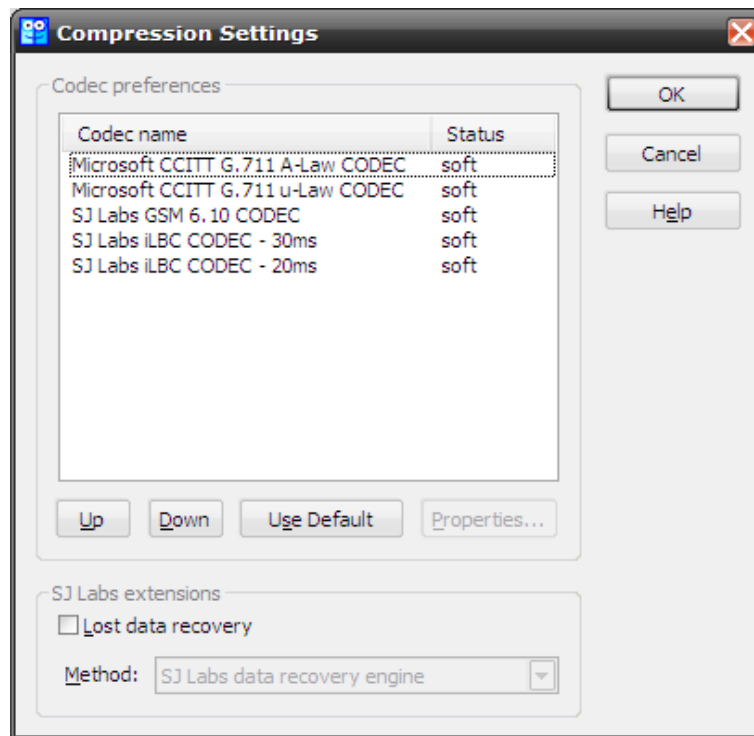 Compression Settings
Codec preferences
Codec name Status
Microsoft CCITT G.711 A-Law CODEC soft
Microsoft CCITT G.711 u-Law CODEC soft
SJ Labs GSM 6.10 CODEC soft
SJ Labs iLBC CODEC - 30ms soft
SJ Labs iLBC CODEC - 20ms soft
Up Down Use Default Properties...
SJ Labs extensions
Lost data recovery
Method: SJ Labs data recovery engine
OK
Cancel
Help